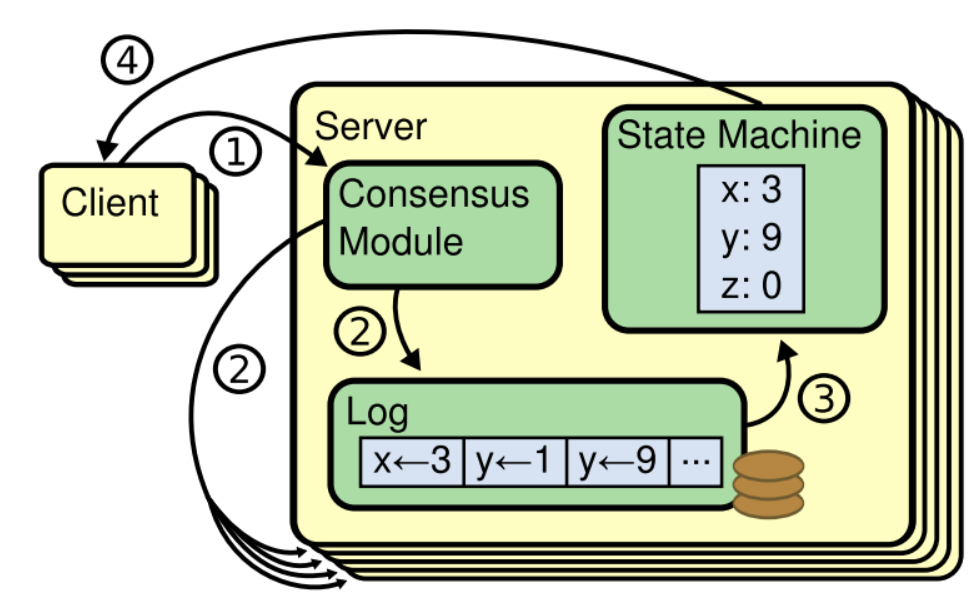 ④
①
Server
State Machine
Client
Consensus
Module
x: 3
y: 9
z: 0
②
②
③
Log
x←3 y←1 y←9 ...